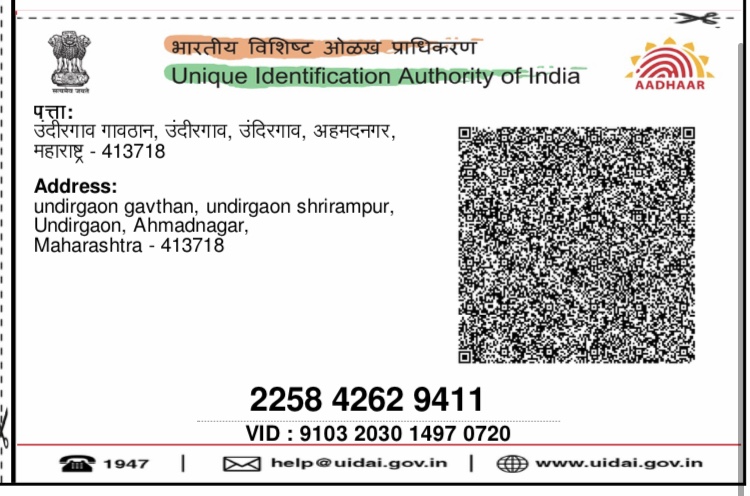 सत्यमेव जयते
भारतीय विशिष्ट ओळख प्राधिकरण
Unique Identification Authority of India
AADHAAR
पत्ता:
उंदीरगाव गावठान, उंदीरगाव, उंदिरगाव, अहमदनगर,
महाराष्ट्र - 413718
Address:
undirgaon gavthan, undirgaon shrirampur,
Undirgaon, Ahmadnagar,
Maharashtra - 413718
2258 4262 9411
VID : 9103 2030 1497 0720
1947 | help@uidai.gov.in | www.uidai.gov.in